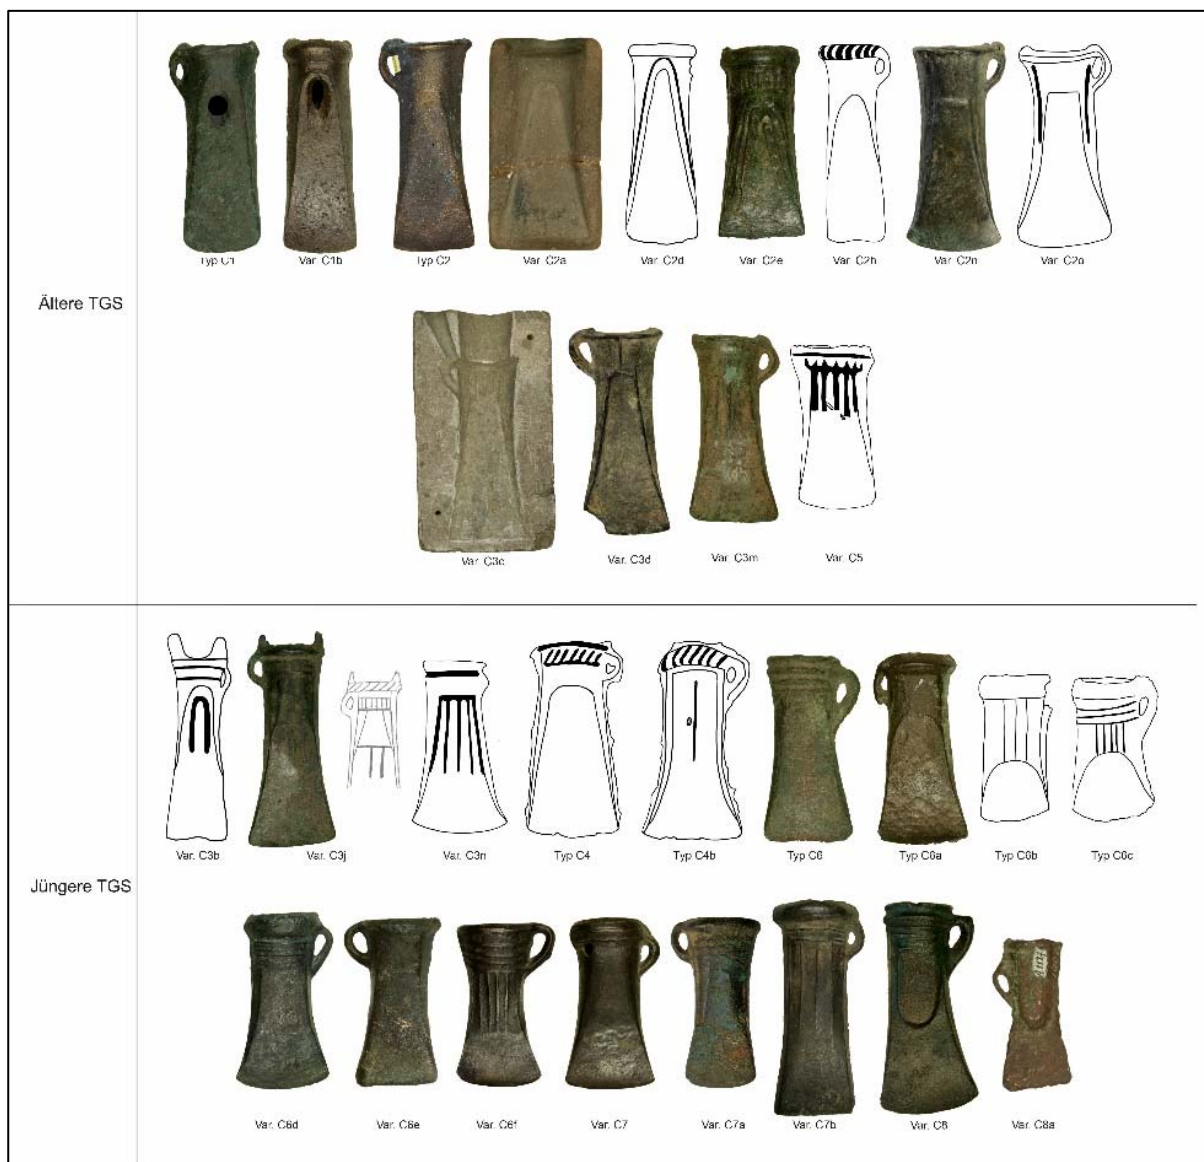 Typ C1
Var. C1b
Typ C2
Var. C2a
Var. C2d
Var. C2e
Var. C2h
Var. C2n
Var. C2o
Ältere TGS
Var. C3c
Var. C3d
Var. C3m
Var. C5
Var. C3b
Var. C3j
Var. C3n
Typ C4
Typ C4b
Typ C6
Typ C6a
Typ C6b
Typ C6c
Jüngere TGS
Var. C6d
Var. C6e
Var. C6f
Var. C7
Var. C7a
Var. C7b
Var. C8
Var. C8a